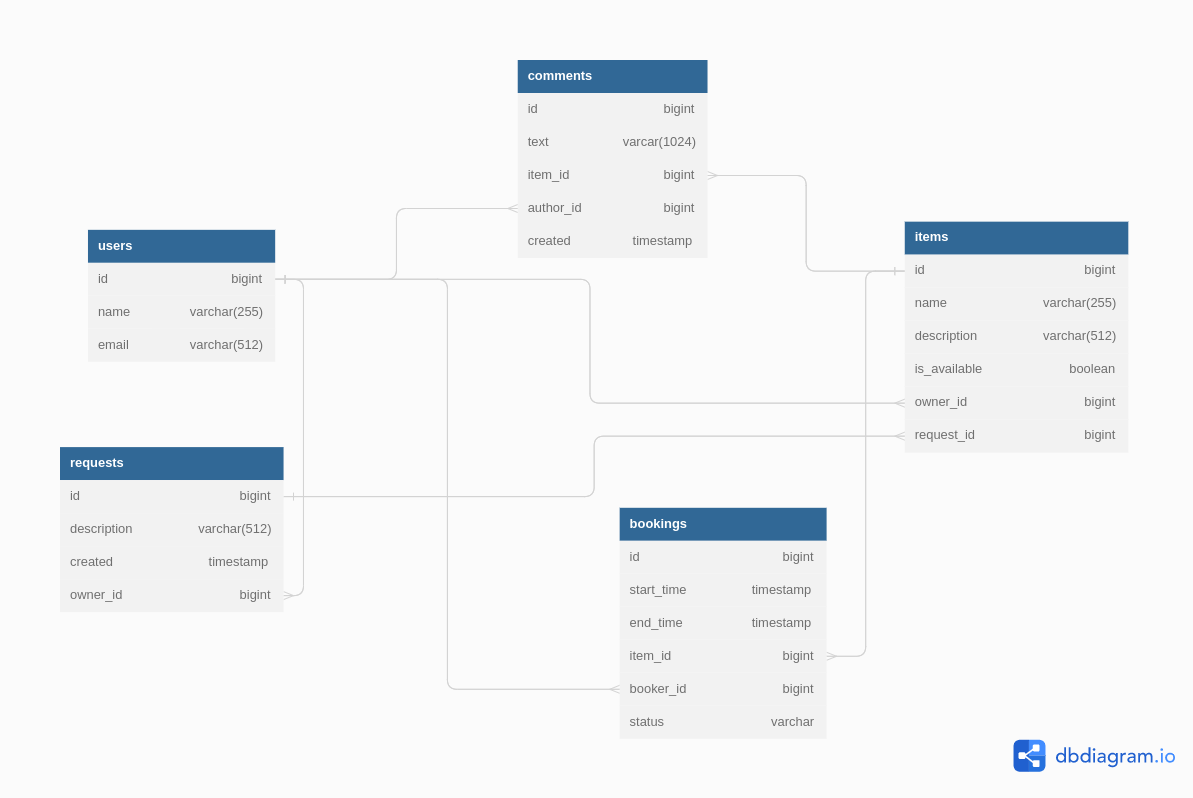 comments
id bigint
text varcar(1024)
item_id bigint
author_id bigint
created timestamp
users
id bigint
name varchar(255)
email varchar(512)
items
id bigint
name varchar(255)
description varchar(512)
is_available boolean
owner_id bigint
request_id bigint
requests
id bigint
description varchar(512)
created timestamp
owner_id bigint
bookings
id bigint
start_time timestamp
end_time timestamp
item_id bigint
booker_id bigint
status varchar
dbdiagram.io